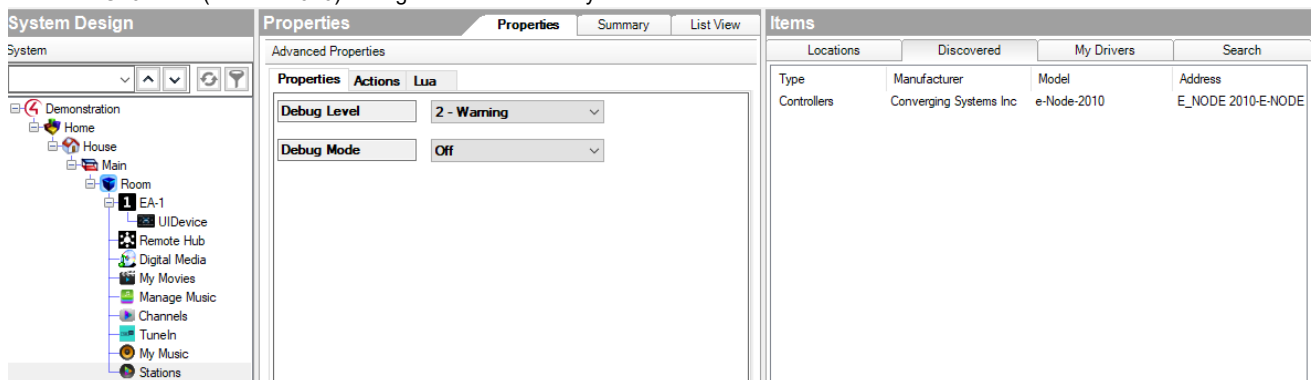 System Design
System
Demonstration
Home
House
Main
Room
1 EA-1
UIDevice
Remote Hub
Digital Media
My Movies
Manage Music
Channels
TuneIn
My Music
Stations
Properties
Properties Summary List View
Advanced Properties
Properties Actions Lua
Debug Level 2 - Warning
Debug Mode Off
Items
Locations Discovered My Drivers Search
Type Manufacturer Model Address
Controllers Converging Systems Inc e-Node-2010 E_NODE 2010-E-NODE